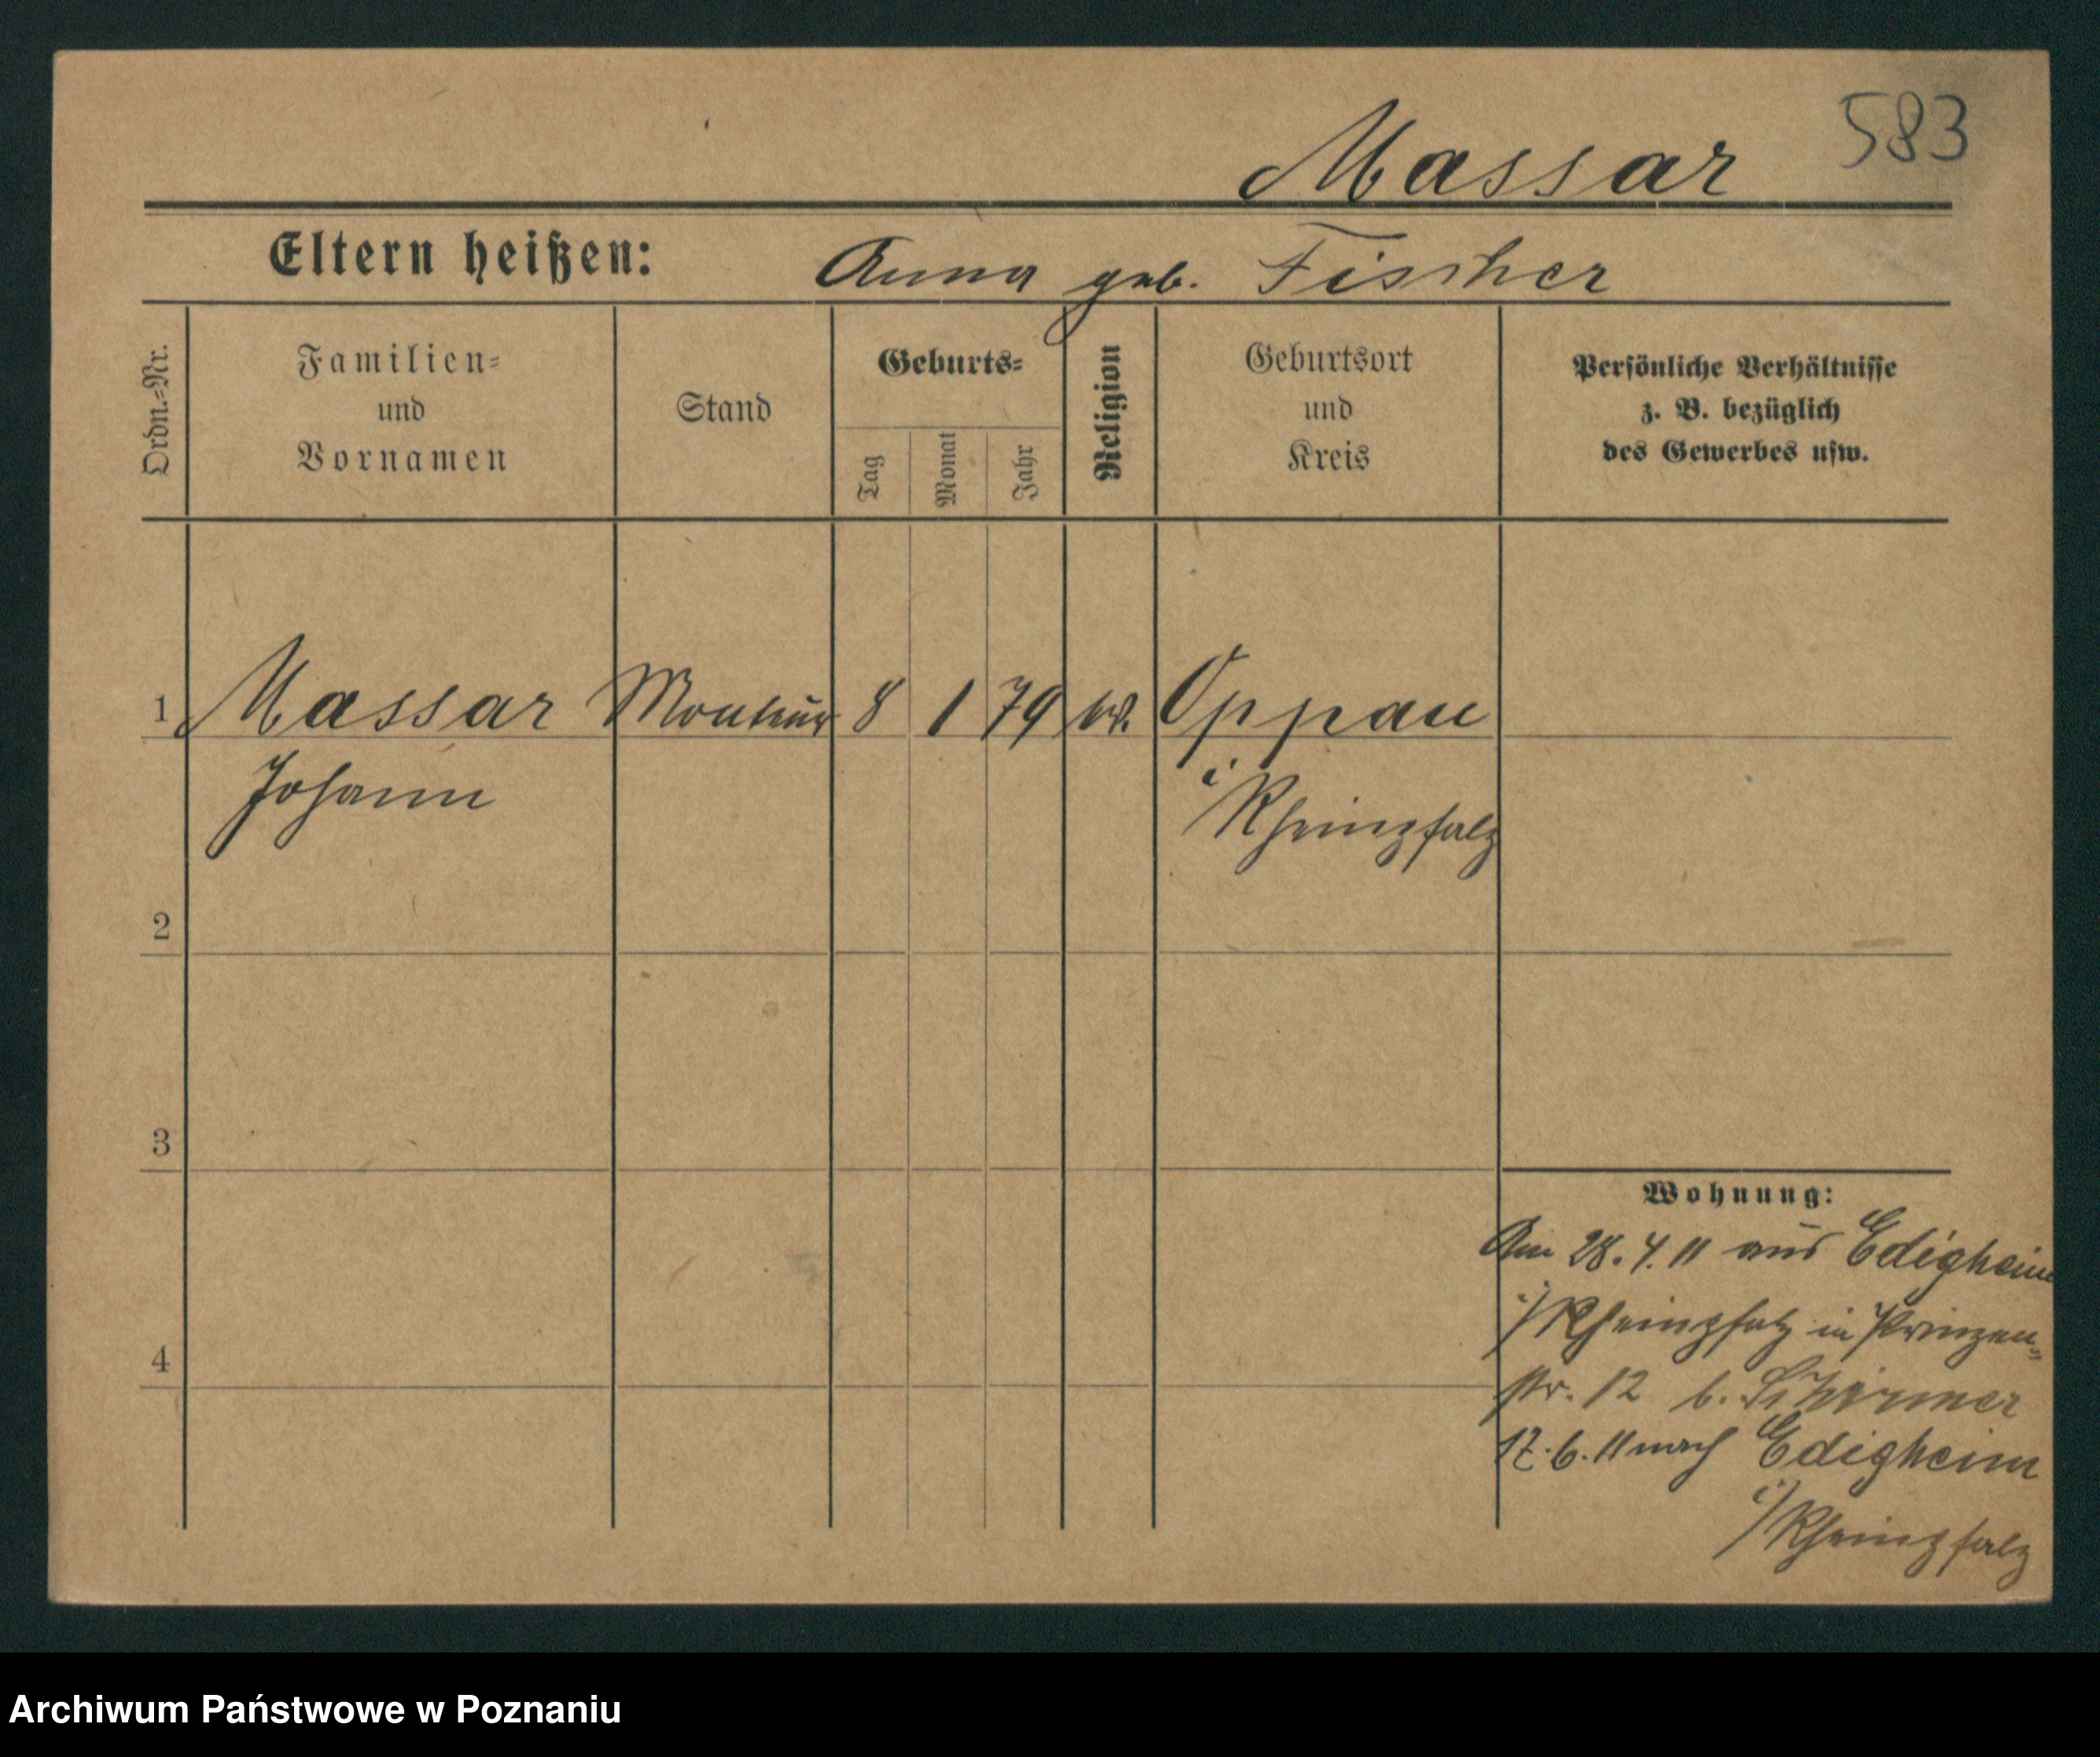 583
Massar
Eltern heißen: Anna geb. Fischer
Ordn.=Nr.
Familien=
und
Vornamen
Stand
Geburts=
Tag
Monat
Jahr
Religion
Geburtsort
und
Kreis
Persönliche Verhältnisse
z. B. bezüglich
des Gewerbes usw.
1 Massar Monteur 8 1 79 Oppau
Johann
i Rheinpfalz
2
3
4
Wohnung:
Am 28.4.11 aus Edigheim
i/Rheinpfalz in Prinzen=
str. 12 b. Schirmer
17.6.11 nach Edigheim
i/Rheinpfalz
Archiwum Państwowe w Poznaniu